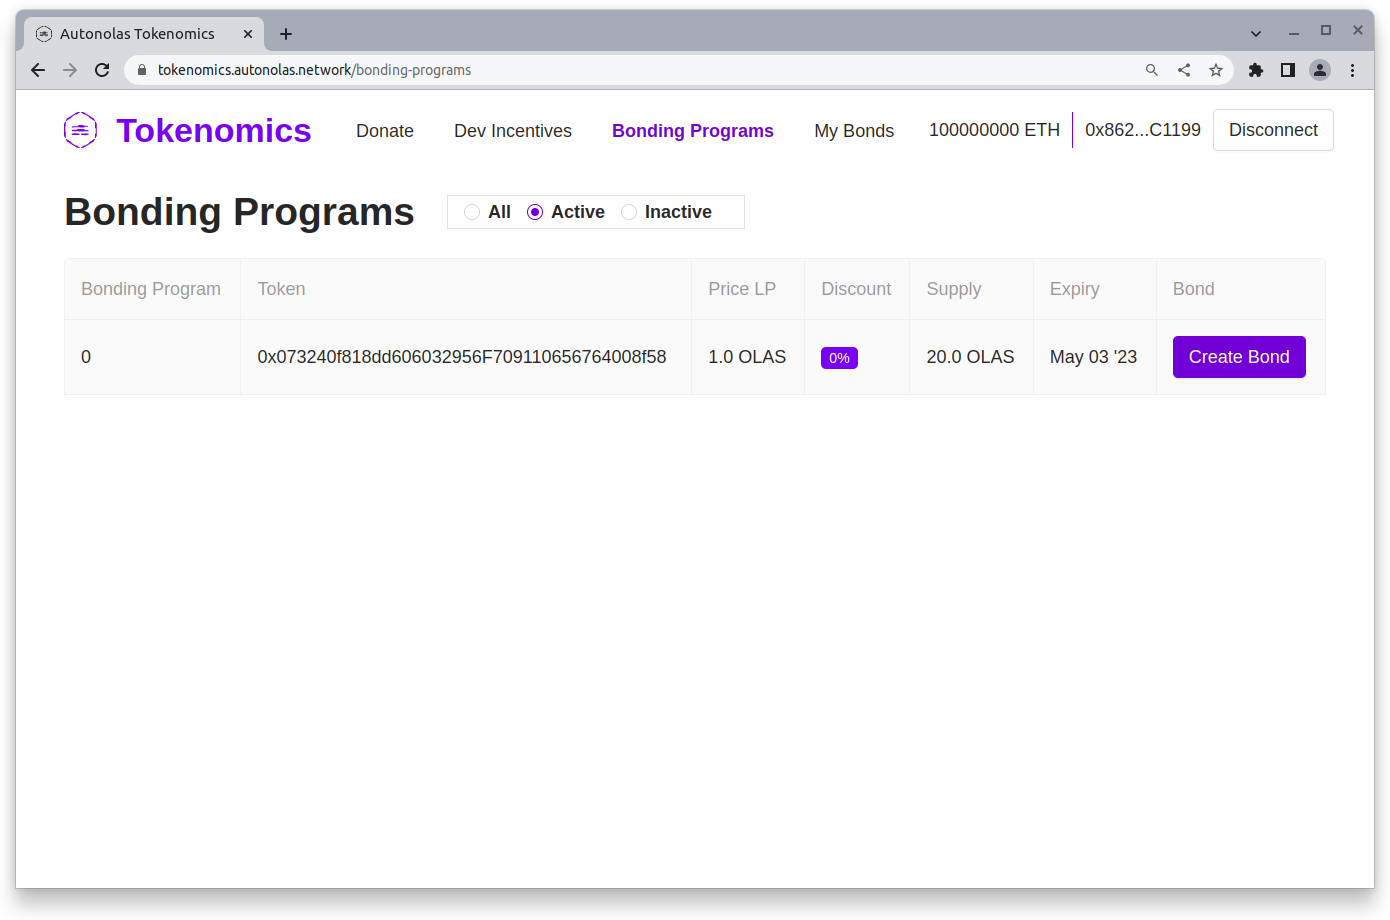 Autonolas Tokenomics
tokenomics.autonolas.network/bonding-programs
Tokenomics Donate Dev Incentives Bonding Programs My Bonds 100000000 ETH 0x862...C1199 Disconnect
Bonding Programs All Active Inactive
Bonding Program Token Price LP Discount Supply Expiry Bond
0 0x073240f818dd606032956F709110656764008f58 1.0 OLAS 0% 20.0 OLAS May 03 '23 Create Bond